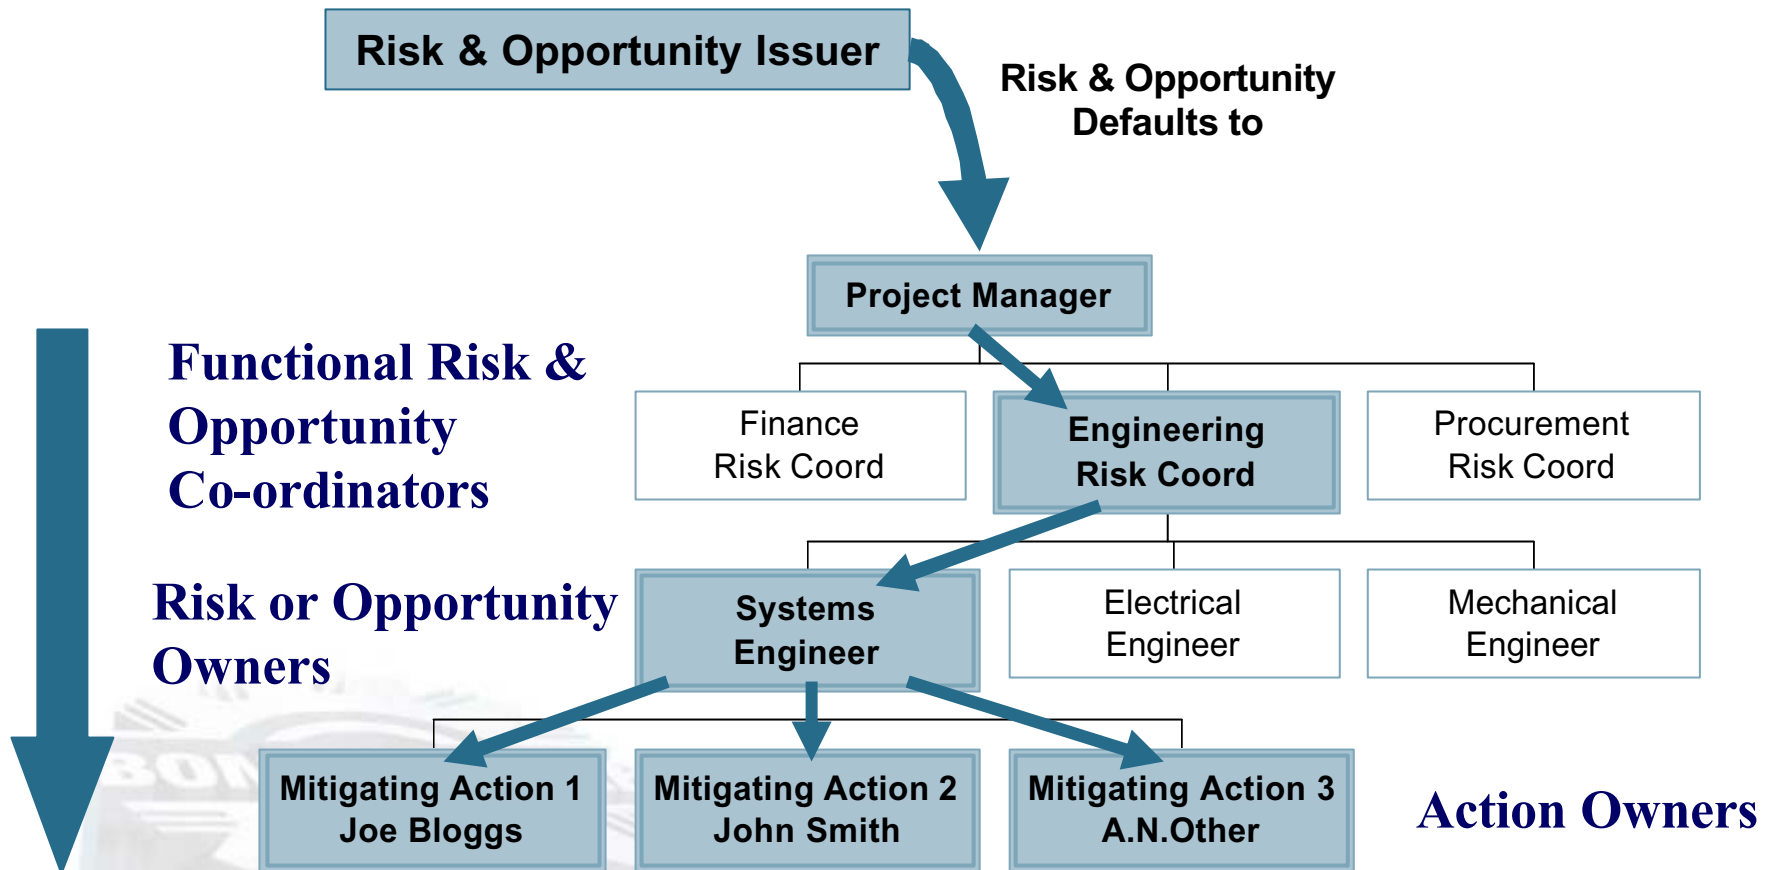 Risk & Opportunity Issuer
Risk & Opportunity
Defaults to
Project Manager
Functional Risk &
Opportunity
Co-ordinators
Finance
Risk Coord
Engineering
Risk Coord
Procurement
Risk Coord
Risk or Opportunity
Owners
Systems
Engineer
Electrical
Engineer
Mechanical
Engineer
Mitigating Action 1
Joe Bloggs
Mitigating Action 2
John Smith
Mitigating Action 3
A.N.Other
Action Owners